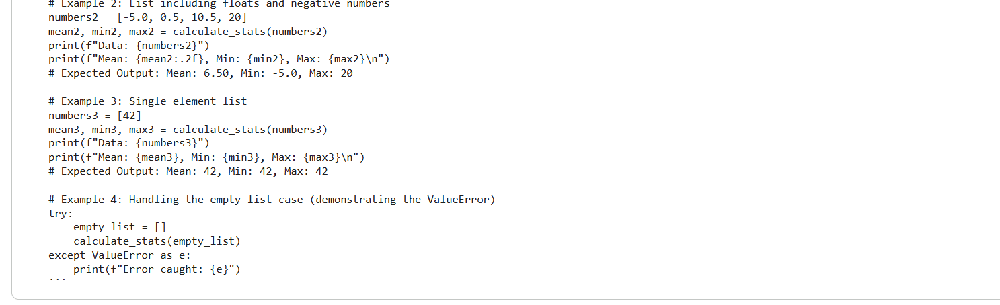 # Example 2: List including floats and negative numbers
numbers2 = [-5.0, 0.5, 10.5, 20]
mean2, min2, max2 = calculate_stats(numbers2)
print(f"Data: {numbers2}")
print(f"Mean: {mean2:.2f}, Min: {min2}, Max: {max2}\n")
# Expected Output: Mean: 6.50, Min: -5.0, Max: 20

# Example 3: Single element list
numbers3 = [42]
mean3, min3, max3 = calculate_stats(numbers3)
print(f"Data: {numbers3}")
print(f"Mean: {mean3}, Min: {min3}, Max: {max3}\n")
# Expected Output: Mean: 42, Min: 42, Max: 42

# Example 4: Handling the empty list case (demonstrating the ValueError)
try:
    empty_list = []
    calculate_stats(empty_list)
except ValueError as e:
    print(f"Error caught: {e}")
```